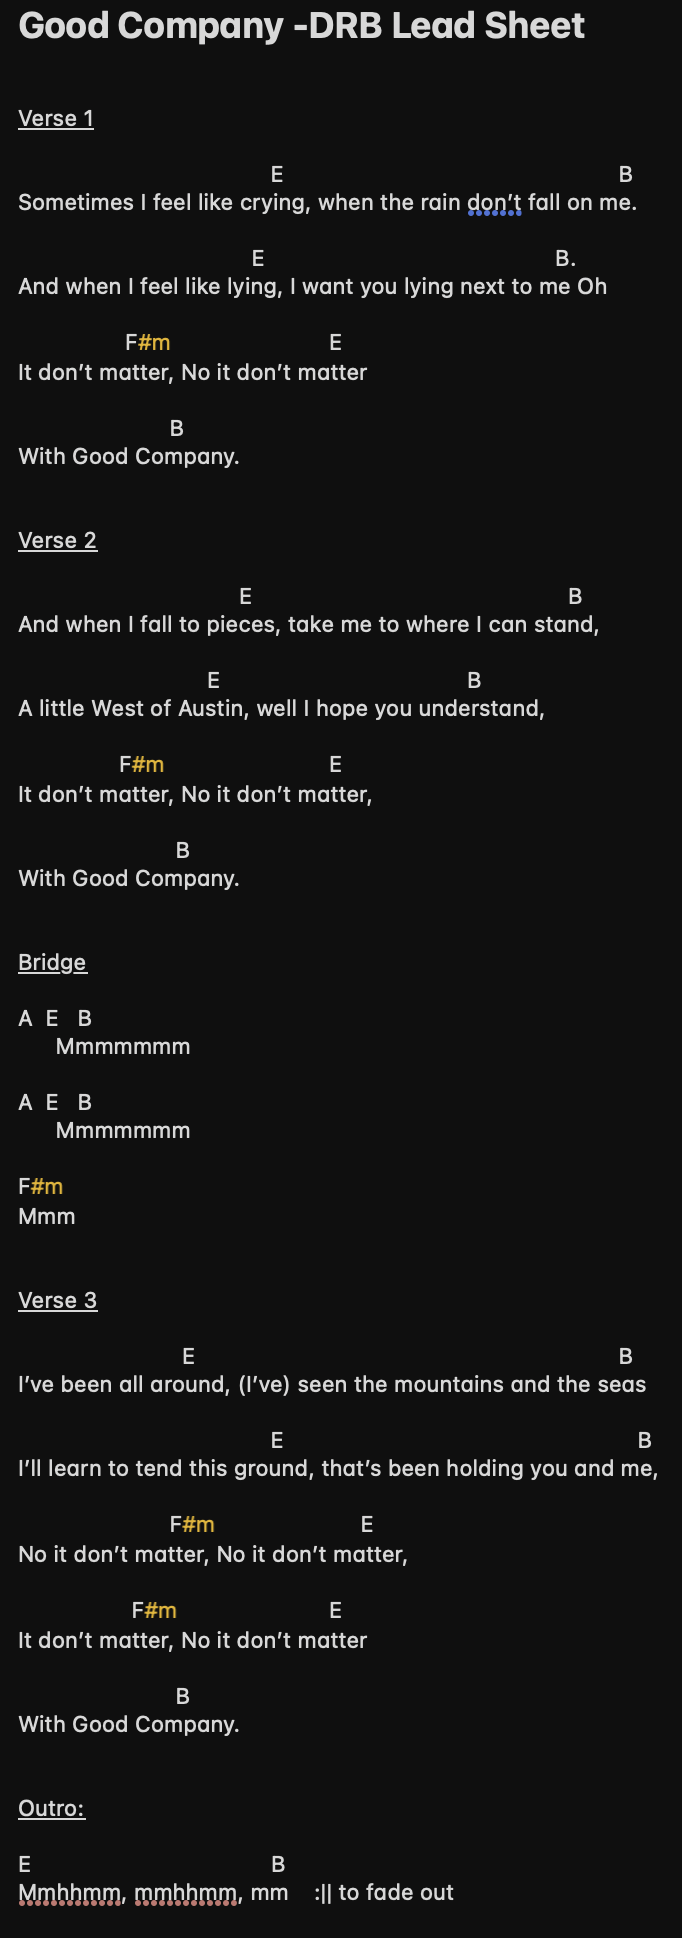 Good Company -DRB Lead Sheet
Verse 1
E B
Sometimes I feel like crying, when the rain don’t fall on me.
E B.
And when I feel like lying, I want you lying next to me Oh
F#m E
It don’t matter, No it don’t matter
B
With Good Company.
Verse 2
E B
And when I fall to pieces, take me to where I can stand,
E B
A little West of Austin, well I hope you understand,
F#m E
It don’t matter, No it don’t matter,
B
With Good Company.
Bridge
A E B
Mmmmmmm
A E B
Mmmmmmm
F#m
Mmm
Verse 3
E B
I’ve been all around, (I’ve) seen the mountains and the seas
E B
I’ll learn to tend this ground, that’s been holding you and me,
F#m E
No it don’t matter, No it don’t matter,
F#m E
It don’t matter, No it don’t matter
B
With Good Company.
Outro:
E B
Mmhhmm, mmhhmm, mm :|| to fade out